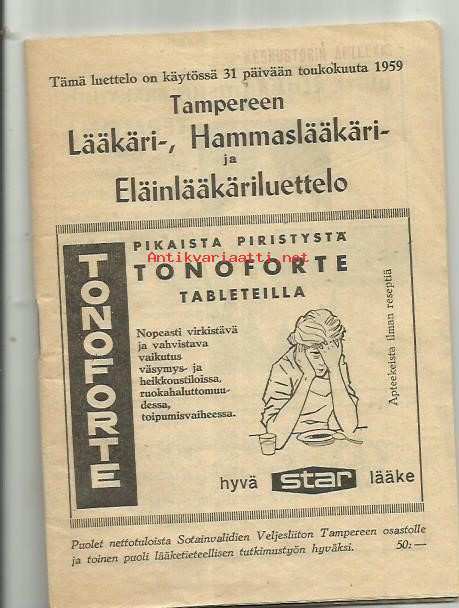 Tämä luettelo on käytössä 31 päivään toukokuuta 1959
Tampereen
Lääkäri-, Hammaslääkäri-
ja
Eläinlääkäriluettelo
TONOFORTE
PIKAISTA PIRISTYSTÄ
Antikvariaatti.net
TONOFORTE
TABLETEILLA
Nopeasti virkistävä
ja vahvistava
vaikutus
väsymys- ja
heikkoustiloissa,
ruokahaluttomuu-
dessa,
toipumisvaiheessa.
Apteekeista ilman reseptiä
hyvä star lääke
Puolet nettotuloista Sotainvalidien Veljesliiton Tampereen osastolle
ja toinen puoli lääketieteellisen tutkimustyön hyväksi. 50:—